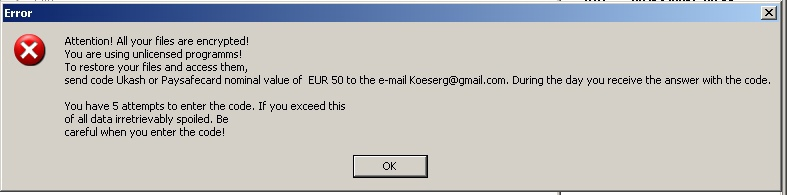 Error
Attention! All your files are encrypted!
You are using unlicensed programms!
To restore your files and access them,
send code Ukash or Paysafecard nominal value of EUR 50 to the e-mail Koeserg@gmail.com. During the day you receive the answer with the code.
You have 5 attempts to enter the code. If you exceed this
of all data irretrievably spoiled. Be
careful when you enter the code!
OK